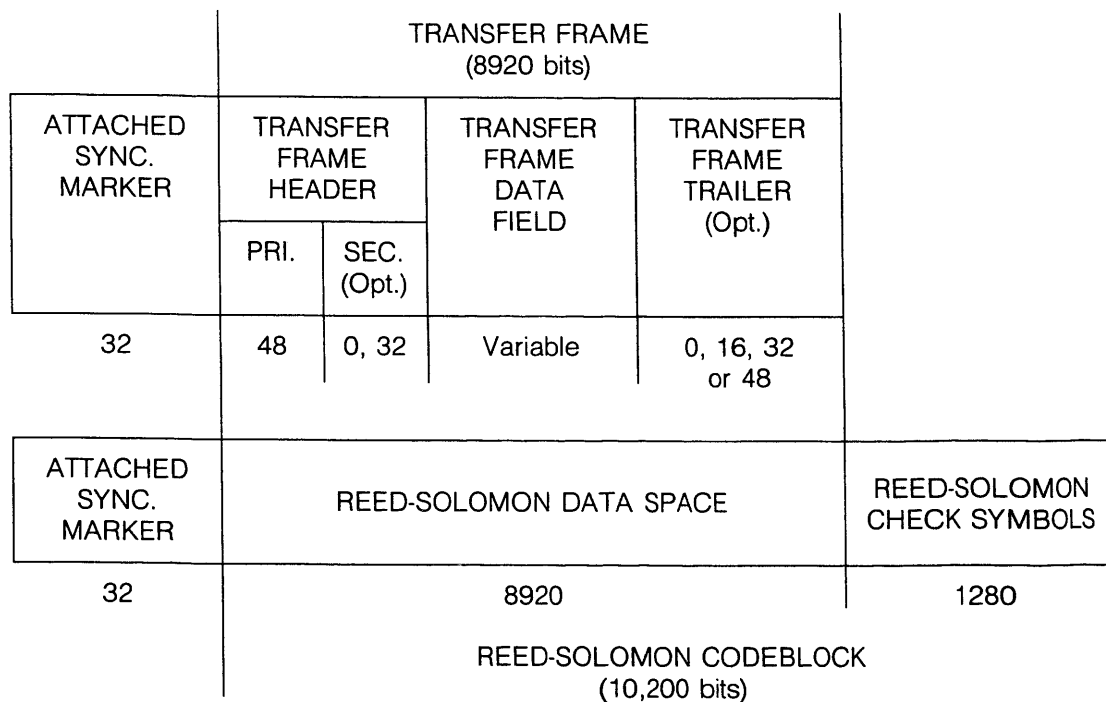 TRANSFER FRAME
(8920 bits)
ATTACHED
SYNC.
MARKER
TRANSFER
FRAME
HEADER
PRI.
SEC.
(Opt.)
TRANSFER
FRAME
DATA
FIELD
TRANSFER
FRAME
TRAILER
(Opt.)
32
48
0, 32
Variable
0, 16, 32
or 48
ATTACHED
SYNC.
MARKER
REED-SOLOMON DATA SPACE
REED-SOLOMON
CHECK SYMBOLS
32
8920
1280
REED-SOLOMON CODEBLOCK
(10,200 bits)